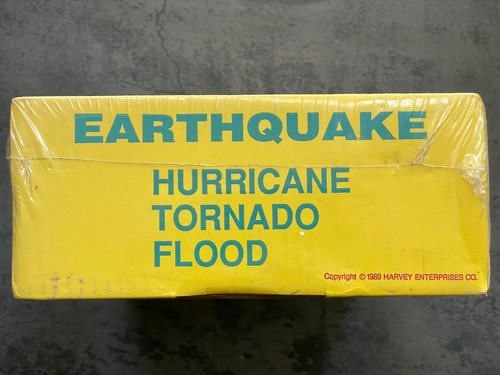 EARTHQUAKE
HURRICANE
TORNADO
FLOOD
Copyright © 1989 HARVEY ENTERPRISES CO.